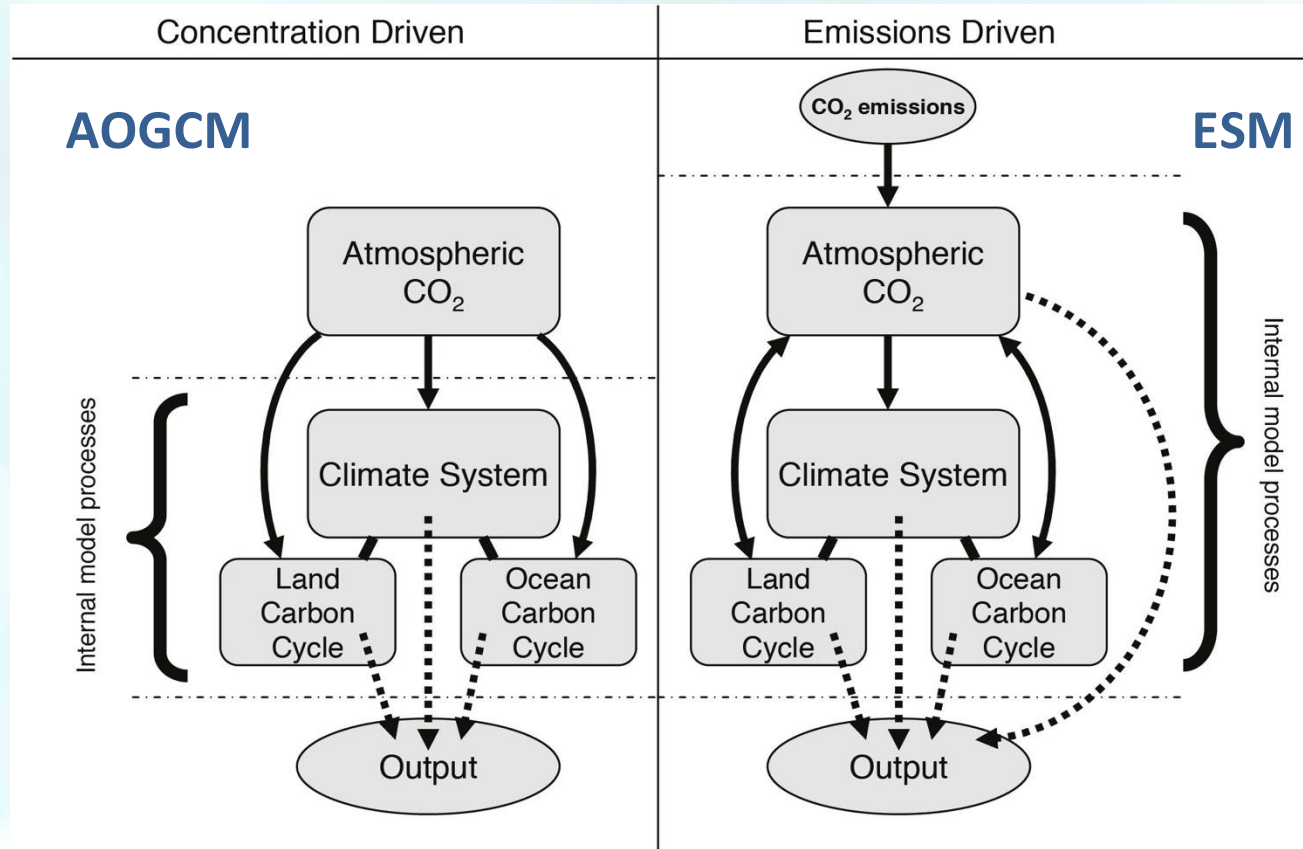 Concentration Driven
Emissions Driven
AOGCM
ESM
CO₂ emissions
Atmospheric
CO₂
Climate System
Land
Carbon
Cycle
Ocean
Carbon
Cycle
Output
Internal model processes
Atmospheric
CO₂
Climate System
Land
Carbon
Cycle
Ocean
Carbon
Cycle
Output
Internal model processes